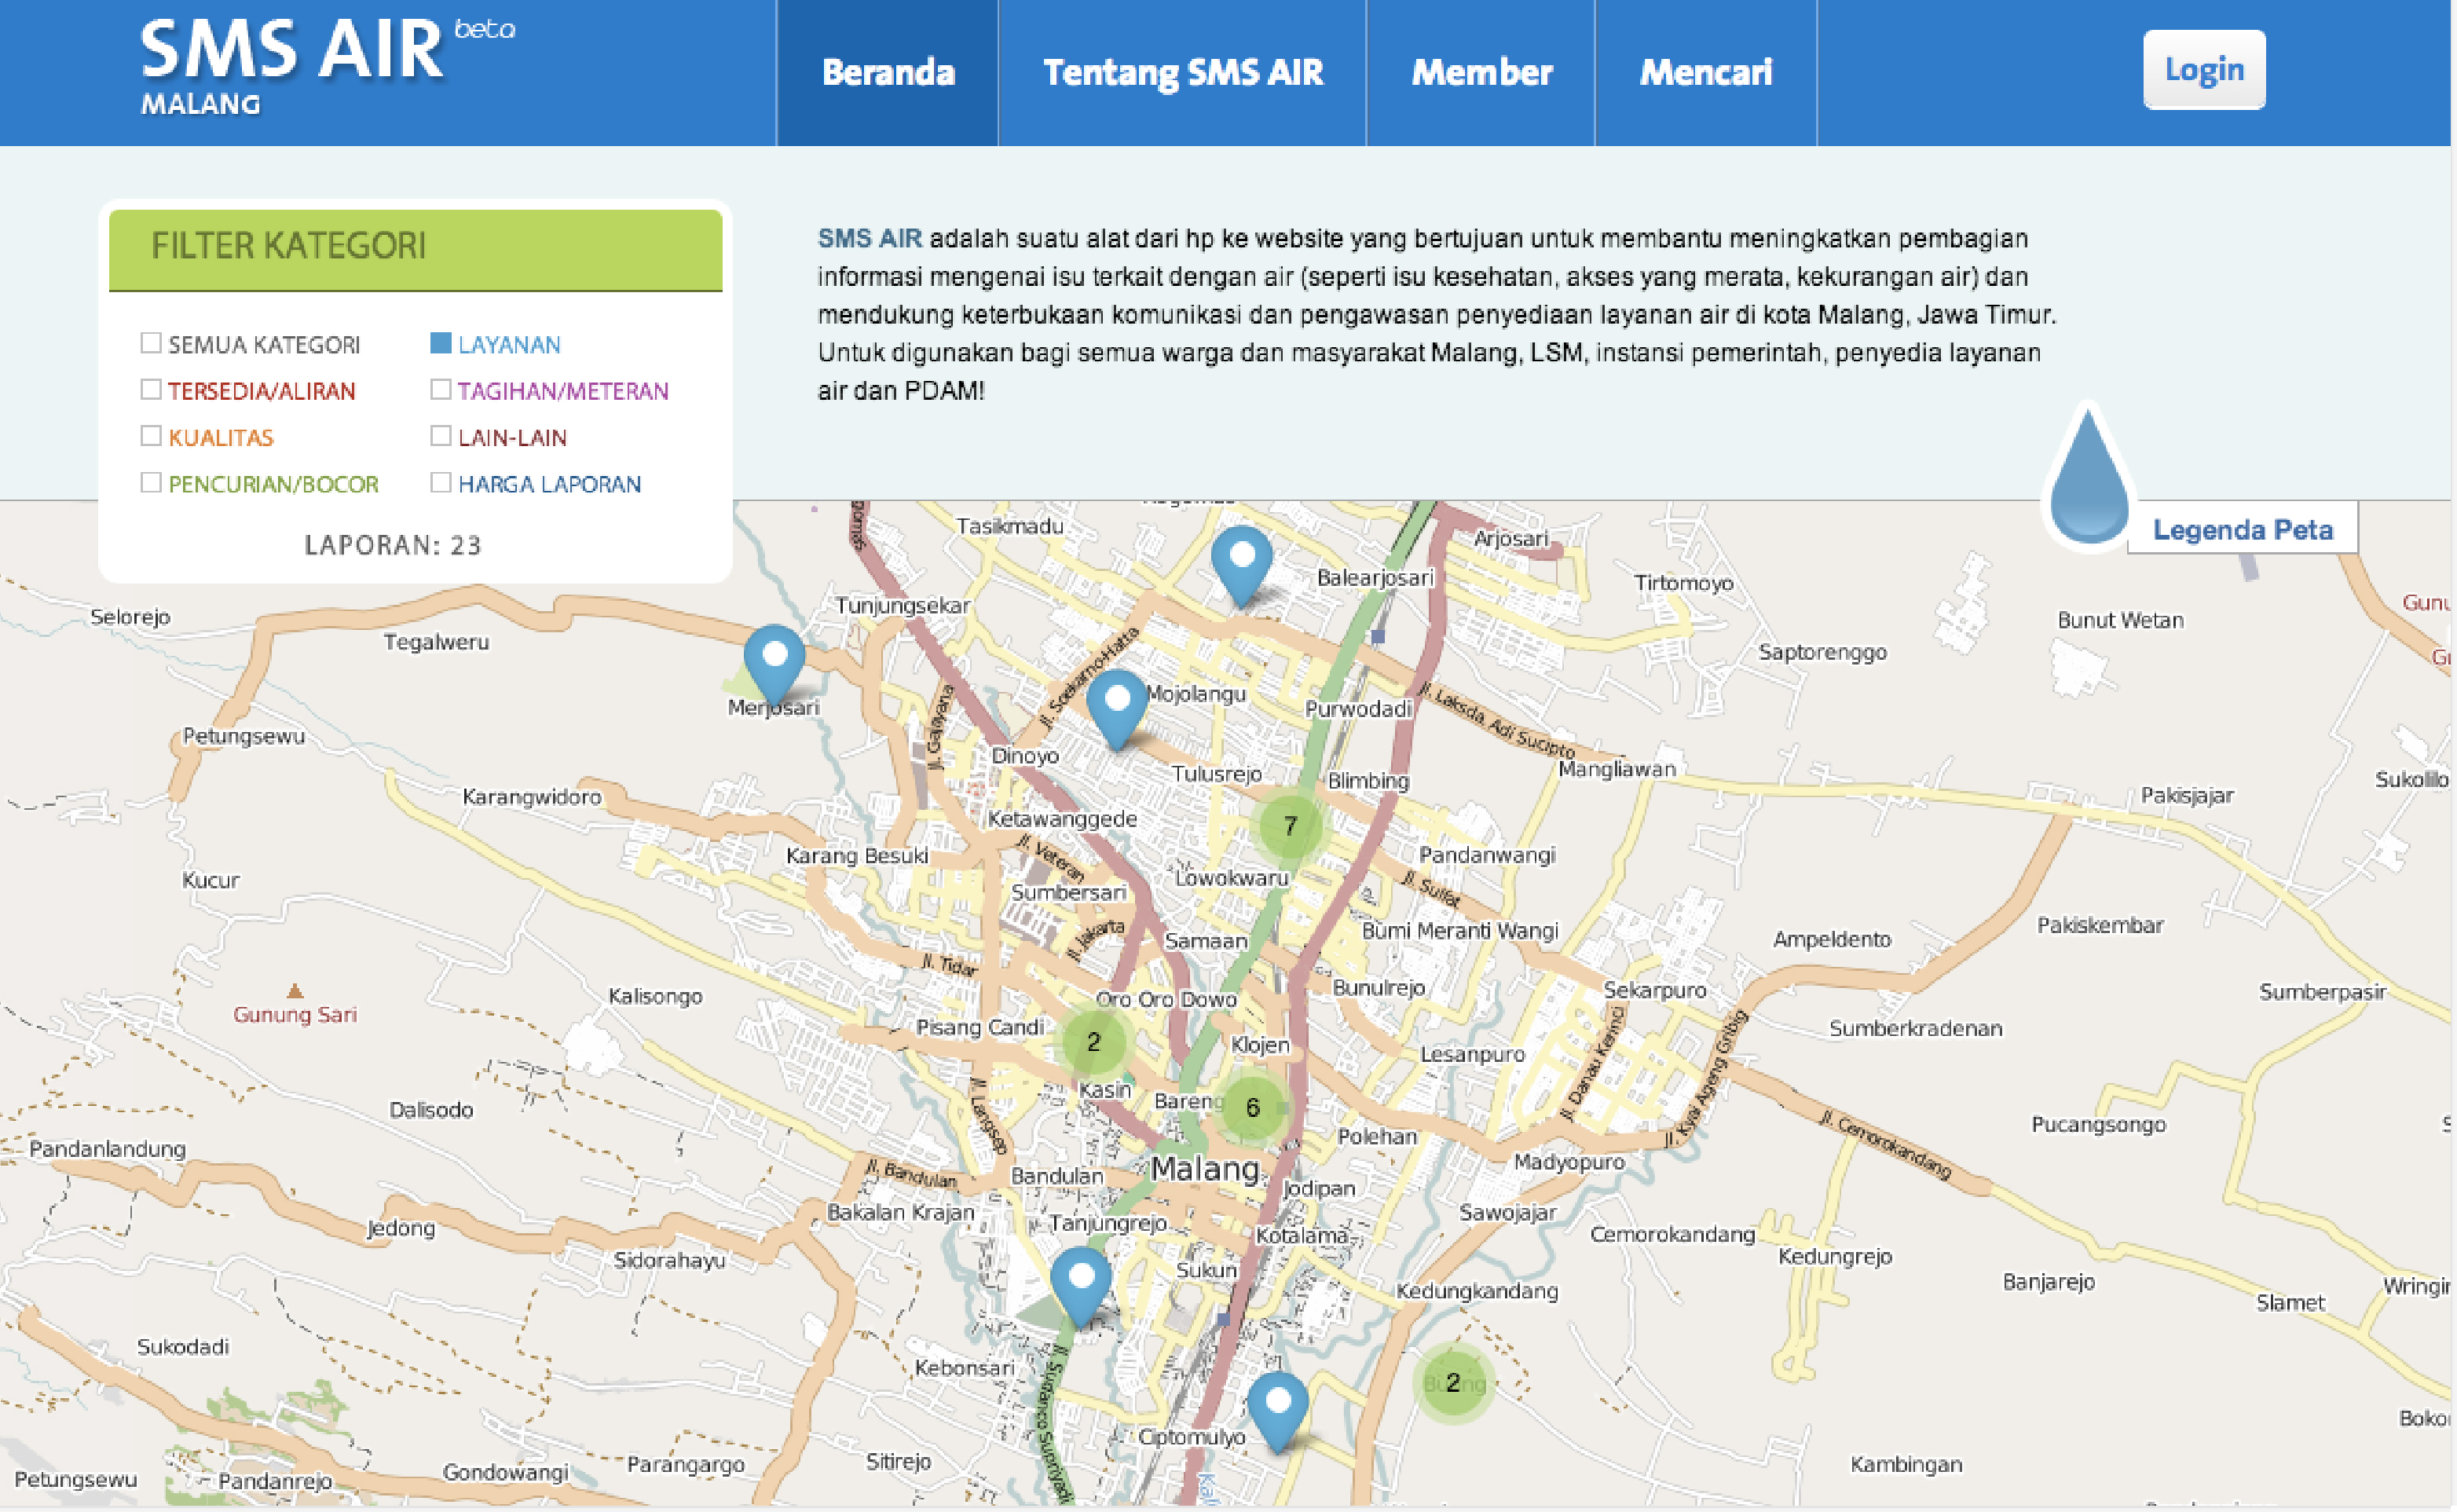 SMS AIR beta
MALANG
Beranda
Tentang SMS AIR
Member
Mencari
Login
FILTER KATEGORI
SEMUA KATEGORI
LAYANAN
TERSEDIA/ALIRAN
TAGIHAN/METERAN
KUALITAS
LAIN-LAIN
PENCURIAN/BOCOR
HARGA LAPORAN
LAPORAN: 23
SMS AIR adalah suatu alat dari hp ke website yang bertujuan untuk membantu meningkatkan pembagian
informasi mengenai isu terkait dengan air (seperti isu kesehatan, akses yang merata, kekurangan air) dan
mendukung keterbukaan komunikasi dan pengawasan penyediaan layanan air di kota Malang, Jawa Timur.
Untuk digunakan bagi semua warga dan masyarakat Malang, LSM, instansi pemerintah, penyedia layanan
air dan PDAM!
Legenda Peta
Tasikmadu
Arjosari
Balearjosari
Tirtomoyo
Tunjungsekar
Selorejo
Bunut Wetan
Tegalweru
Jl. Soekarno-Hatta
Saptorenggo
Mojolangu
Merjosari
Purwodadi
Jl. Laksda. Adi Sucipto
Petungsewu
Jl. Gajayana
Dinoyo
Tulusrejo
Blimbing
Mangliawan
Karangwidoro
Pakisjajar
Sukolilo
Ketawanggede
7
Karang Besuki
Jl. Veteran
Pandanwangi
Kucur
Lowokwaru
Sumbersari
Jl. Sulfat
Jl. Jakarta
Samaan
Bumi Meranti Wangi
Ampeldento
Pakiskembar
Jl. Tidar
Kalisongo
Oro Oro Dowo
Bunulrejo
Sekarpuro
Sumberpasir
Gunung Sari
Pisang Candi
2
Klojen
Lesanpuro
Jl. Danau Kerinci
Jl. Kyai Ageng Gribig
Sumberkradenan
Kasin
Bareng
6
Dalisodo
Jl. Langsep
Polehan
Jl. Cemorokandang
Pucangsongo
Pandanlandung
Jl. Bandulan
Bandulan
Malang
Madyopuro
Jodipan
Bakalan Krajan
Tanjungrejo
Sawojajar
Jedong
Kotalama
Cemorokandang
Sidorahayu
Sukun
Kedungrejo
Kedungkandang
Banjarejo
Slamet
Sukodadi
Kebonsari
2
Jl. Sudanco Supriyadi
Ciptomulyo
Petungsewu
Pandanrejo
Gondowangi
Parangargo
Sitirejo
Kambingan